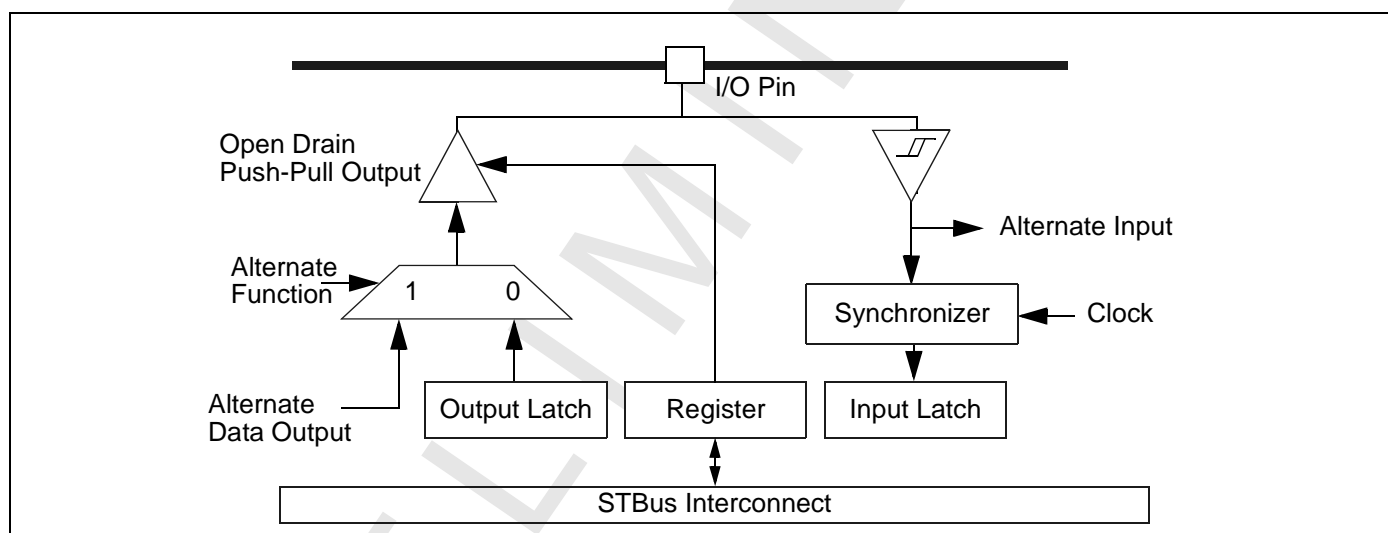 I/O Pin
Open Drain
Push-Pull Output
Alternate Input
Alternate
Function
1 0
Synchronizer
Clock
Alternate
Data Output
Output Latch
Register
Input Latch
STBus Interconnect
L I M I